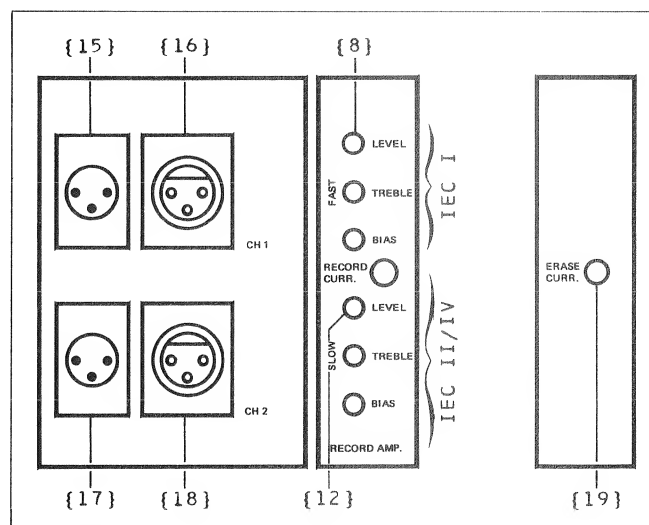 {15} {16} {8}
LEVEL
FAST
TREBLE
IEC I
BIAS
CH 1
RECORD
CURR.
ERASE
CURR.
LEVEL
SLOW
TREBLE
IEC II/IV
BIAS
CH 2
RECORD AMP.
{17} {18} {12} {19}